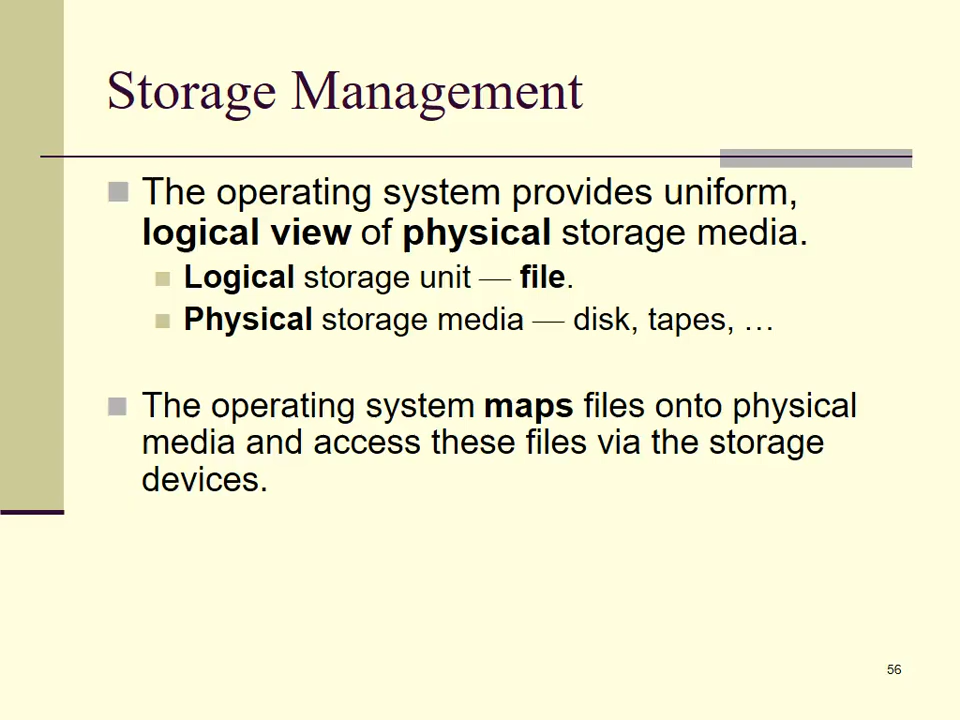 Storage Management
The operating system provides uniform,
logical view of physical storage media.
Logical storage unit — file.
Physical storage media — disk, tapes, …
The operating system maps files onto physical
media and access these files via the storage
devices.
56